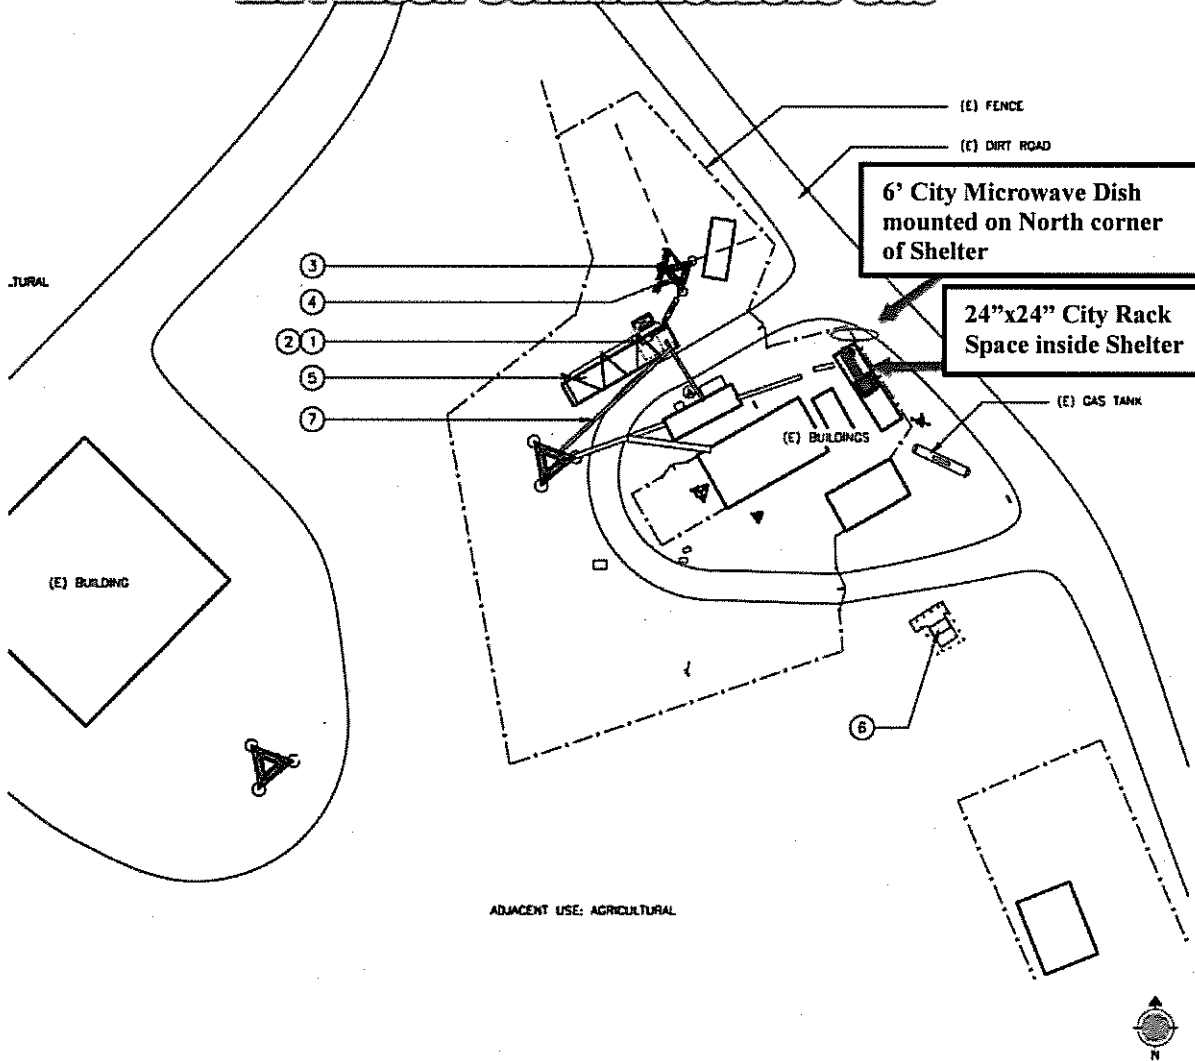 (E) FENCE
(E) DIRT ROAD
6' City Microwave Dish
mounted on North corner
of Shelter
TURAL
3
4
2 1
24"x24" City Rack
Space inside Shelter
5
(E) GAS TANK
7
(E) BUILDINGS
(E) BUILDING
6
ADJACENT USE: AGRICULTURAL
N